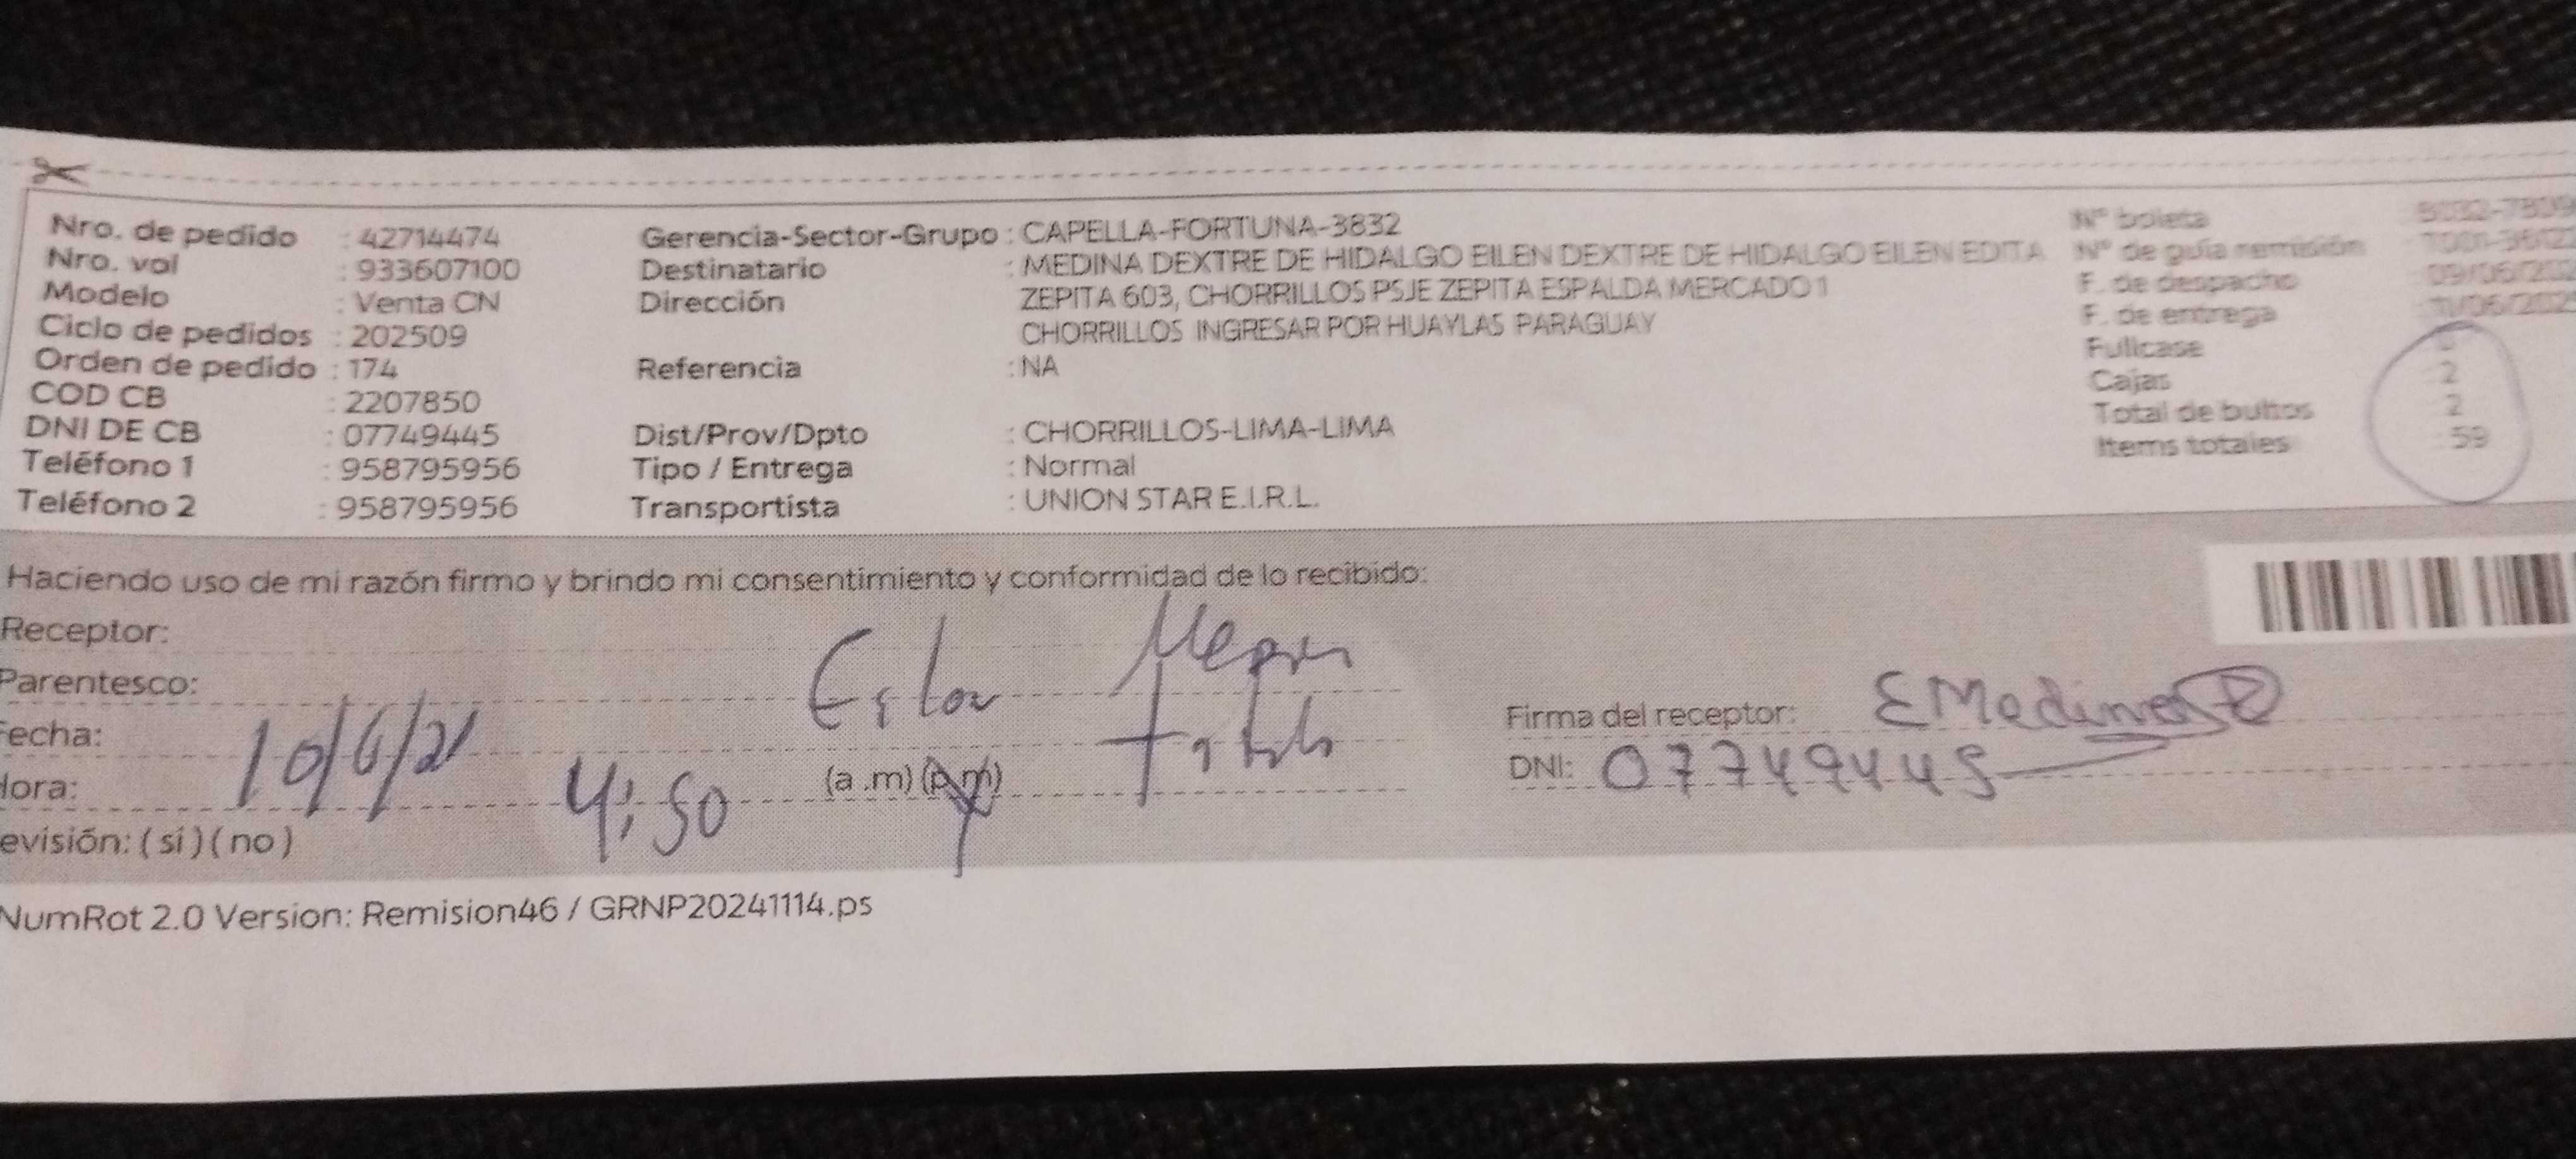 Nro. de pedido : 42714474
Nro. val : 933607100
Modelo : Venta CN
Ciclo de pedidos : 202509
Orden de pedido : 174
COD CB : 2207850
DNI DE CB : 07749445
Teléfono 1 : 958795956
Teléfono 2 : 958795956
Gerencia-Sector-Grupo : CAPELLA-FORTUNA-3832
Destinatario : MEDINA DEXTRE DE HIDALGO EILEN DEXTRE DE HIDALGO EILEN EDITA
Dirección ZEPITA 603, CHORRILLOS PSJE ZEPITA ESPALDA MERCADO 1
CHORRILLOS INGRESAR POR HUAYLAS PARAGUAY
Referencia : NA
Dist/Prov/Dpto : CHORRILLOS-LIMA-LIMA
Tipo / Entrega : Normal
Transportista : UNION STAR E.I.R.L.
N° boleta
N° de guía remisión
F. de despacho
F. de entrega
Fullcase
Cajas 2
Total de bultos 2
Items totales : 59
Haciendo uso de mi razón firmo y brindo mi consentimiento y conformidad de lo recibido:
Receptor:
Parentesco:
echa: 10/6/21
ora: 4:50 (a .m) (p.m)
evisión: ( si ) ( no )
Firma del receptor: EMedina
DNI: 07749445
NumRot 2.0 Version: Remision46 / GRNP20241114.ps